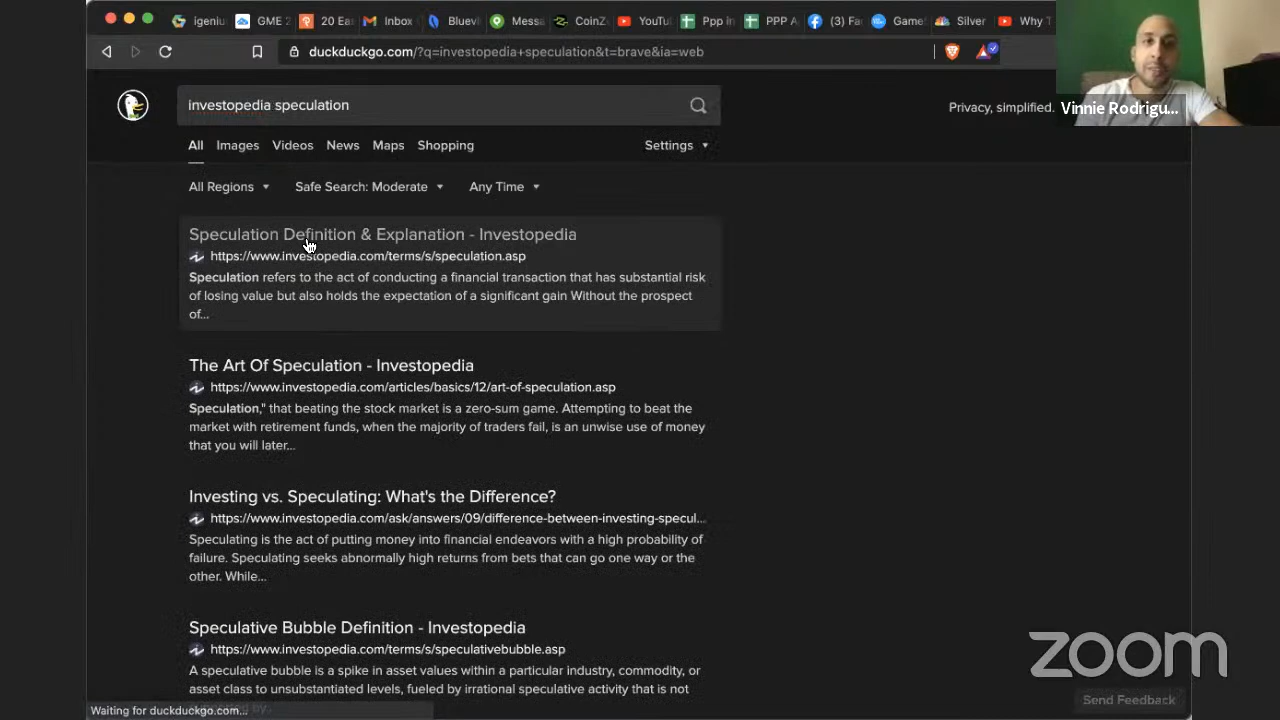 igeniu
GME 2
20 Ea
Inbox
Bluevi
Messa
CoinZ
YouTu
Ppp In
PPP A
(3) Fa
Game
Silver
Why T
duckduckgo.com/?q=investopedia+speculation&t=brave&ia=web
investopedia speculation
Privacy, simplified.
Vinnie Rodrigu...
All Images Videos News Maps Shopping Settings
All Regions Safe Search: Moderate Any Time
Speculation Definition & Explanation - Investopedia
https://www.investopedia.com/terms/s/speculation.asp
Speculation refers to the act of conducting a financial transaction that has substantial risk
of losing value but also holds the expectation of a significant gain Without the prospect
of...
The Art Of Speculation - Investopedia
https://www.investopedia.com/articles/basics/12/art-of-speculation.asp
Speculation," that beating the stock market is a zero-sum game. Attempting to beat the
market with retirement funds, when the majority of traders fail, is an unwise use of money
that you will later...
Investing vs. Speculating: What's the Difference?
https://www.investopedia.com/ask/answers/09/difference-between-investing-specul...
Speculating is the act of putting money into financial endeavors with a high probability of
failure. Speculating seeks abnormally high returns from bets that can go one way or the
other. While...
Speculative Bubble Definition - Investopedia
https://www.investopedia.com/terms/s/speculativebubble.asp
A speculative bubble is a spike in asset values within a particular industry, commodity, or
asset class to unsubstantiated levels, fueled by irrational speculative activity that is not
zoom
Send Feedback
Waiting for duckduckgo.com...